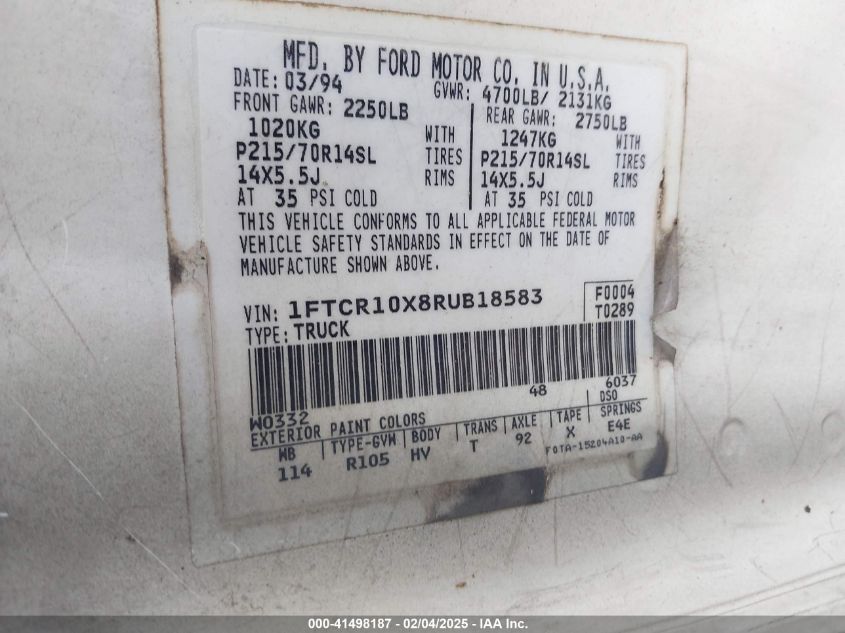 MFD. BY FORD MOTOR CO. IN U.S.A.
DATE: 03/94 GVWR: 4700LB/ 2131KG
FRONT GAWR: 2250LB REAR GAWR: 2750LB
1020KG WITH 1247KG WITH
P215/70R14SL TIRES P215/70R14SL TIRES
14X5.5J RIMS 14X5.5J RIMS
AT 35 PSI COLD AT 35 PSI COLD
THIS VEHICLE CONFORMS TO ALL APPLICABLE FEDERAL MOTOR
VEHICLE SAFETY STANDARDS IN EFFECT ON THE DATE OF
MANUFACTURE SHOWN ABOVE.
VIN: 1FTCR10X8RUB18583 F0004
TYPE: TRUCK T0289
48 6037
WO332 DSO
EXTERIOR PAINT COLORS
WB TYPE-GVW BODY TRANS AXLE TAPE SPRINGS
114 R105 HV T 92 X E4E
F0TA-15204A10-AA
000-41498187 - 02/04/2025 - IAA Inc.